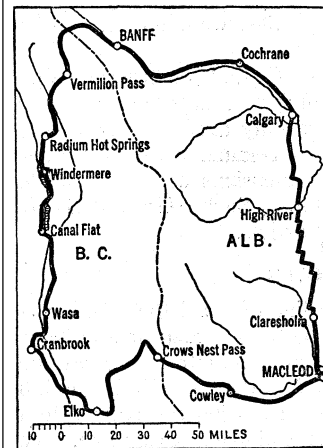 BANFF
Cochrane
Vermilion Pass
Calgary
Radium Hot Springs
Windermere
High River
Canal Flat
B. C.
ALB.
Wasa
Claresholm
Cranbrook
Crows Nest Pass
MACLEOD
Cowley
Elko
10 0 10 20 30 40 50 MILES